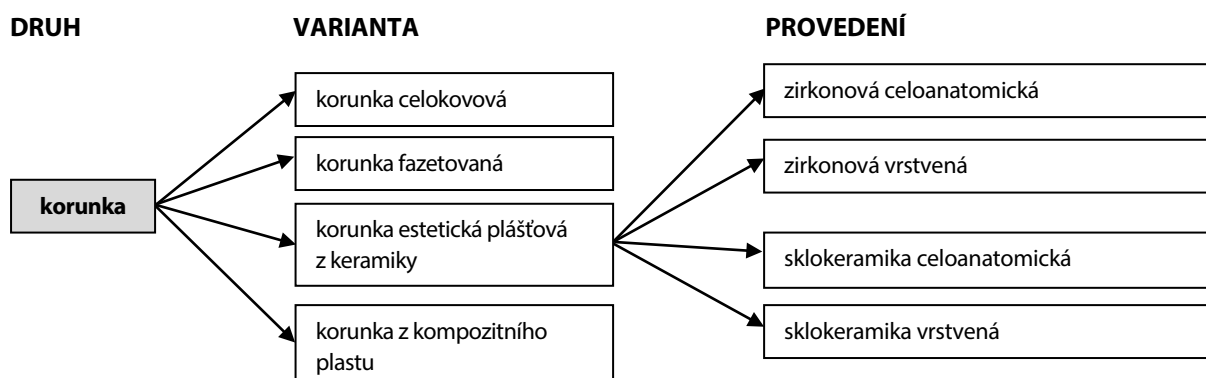 DRUH
VARIANTA
PROVEDENÍ
korunka
korunka celokovová
korunka fazetovaná
korunka estetická plášťová
z keramiky
korunka z kompozitního
plastu
zirkonová celoanatomická
zirkonová vrstvená
sklokeramika celoanatomická
sklokeramika vrstvená